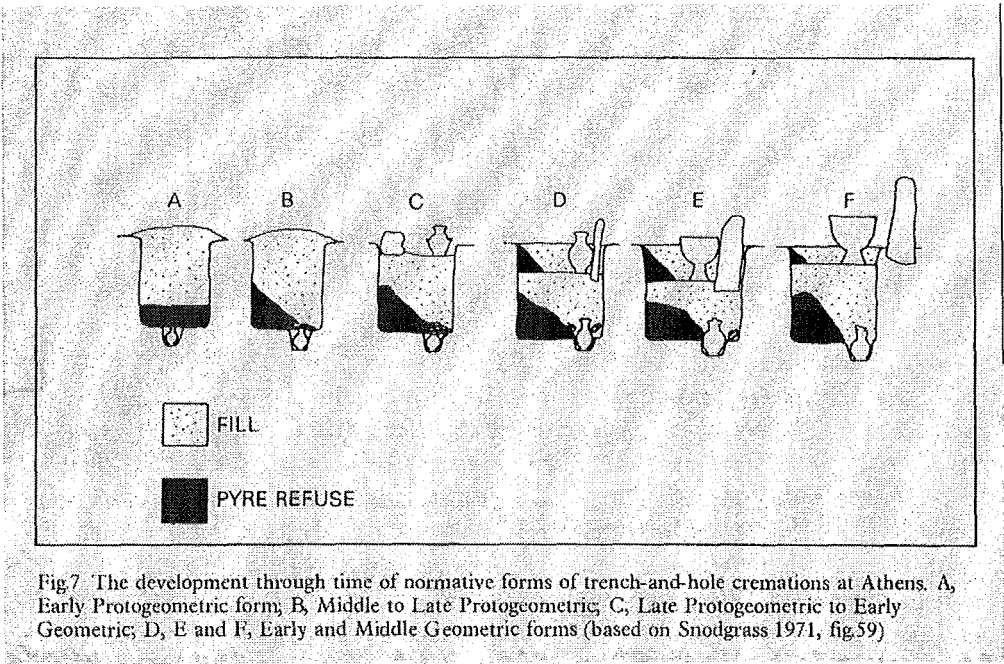 A B C D E F
FILL
PYRE REFUSE
Fig.7 The development through time of normative forms of trench-and-hole cremations at Athens. A,
Early Protogeometric form; B, Middle to Late Protogeometric; C, Late Protogeometric to Early
Geometric; D, E and F, Early and Middle Geometric forms (based on Snodgrass 1971, fig.59)